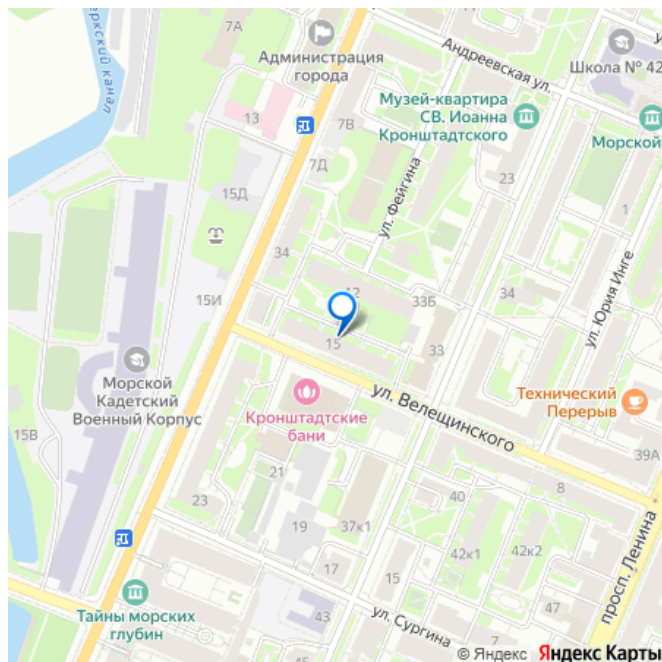 еркский канал
7А
Администрация
города
Андреевская ул.
Школа № 42
Музей-квартира
СВ. Иоанна
Кронштадтского
Морской
13
7В
7Д
15Д
ул. Фейгина
23
1
34
15И
42
33Б
34
ул. Юрия Инге
15
33
Морской
Кадетский
Военный Корпус
Кронштадтские
бани
ул. Велещинского
Технический
Перерыв
15В
21
39А
23
40
8
19
37к1
42к1
42к2
17
15
просп. Ленина
Тайны морских
глубин
43
ул. Сургина
7
47
© Яндекс Яндекс Карты